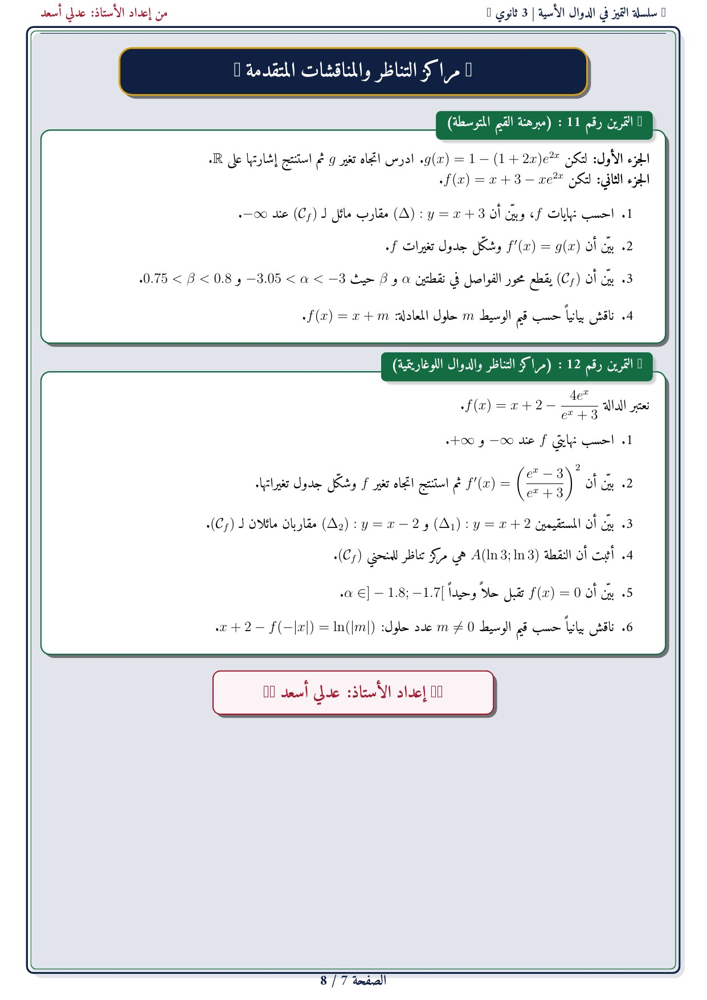 سلسلة التميز في الدوال الأسية | 3 ثانوي
من إعداد الأستاذ: عدلي أسعد
مراكز التناظر والمناقشات المتقدمة
التمرين رقم 11 : (مبرهنة القيم المتوسطة)
الجزء الأول: لتكن g(x) = 1 − (1 + 2x)e^{2x}. ادرس اتجاه تغير g ثم استنتج إشارتها على ℝ.
الجزء الثاني: لتكن f(x) = x + 3 − xe^{2x}.
1. احسب نهايات f، وبيّن أن (Δ) : y = x + 3 مقارب مائل لـ (C_f) عند −∞.
2. بيّن أن f′(x) = g(x) وشكّل جدول تغيرات f.
3. بيّن أن (C_f) يقطع محور الفواصل في نقطتين α و β حيث −3.05 < α < −3 و 0.75 < β < 0.8.
4. ناقش بيانياً حسب قيم الوسيط m حلول المعادلة: f(x) = x + m.
التمرين رقم 12 : (مراكز التناظر والدوال اللوغاريتمية)
نعتبر الدالة f(x) = x + 2 − \frac{4e^x}{e^x + 3}.
1. احسب نهايتي f عند −∞ و +∞.
2. بيّن أن f′(x) = \left(\frac{e^x − 3}{e^x + 3}\right)^2 ثم استنتج اتجاه تغير f وشكّل جدول تغيراتها.
3. بيّن أن المستقيمين (Δ_1) : y = x + 2 و (Δ_2) : y = x − 2 مقاربان مائلان لـ (C_f).
4. أثبت أن النقطة A(ln 3; ln 3) هي مركز تناظر للمنحني (C_f).
5. بيّن أن f(x) = 0 تقبل حلاً وحيداً α ∈] − 1.8; −1.7[.
6. ناقش بيانياً حسب قيم الوسيط m ≠ 0 عدد حلول: x + 2 − f(−|x|) = ln(|m|).
إعداد الأستاذ: عدلي أسعد
الصفحة 7 / 8